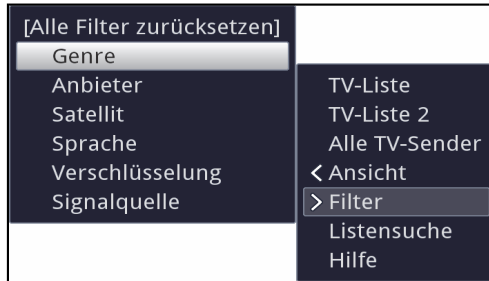 [Alle Filter zurücksetzen]
Genre
Anbieter
Satellit
Sprache
Verschlüsselung
Signalquelle
TV-Liste
TV-Liste 2
Alle TV-Sender
< Ansicht
> Filter
Listensuche
Hilfe